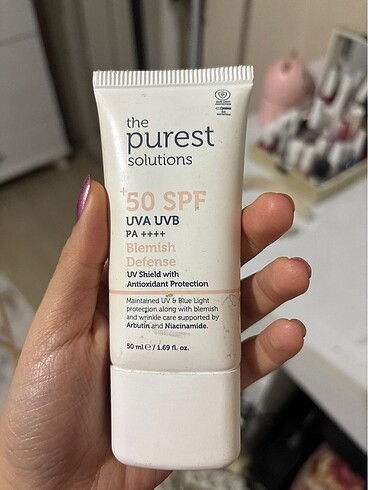 the
purest
solutions
+50 SPF
UVA UVB
PA ++++
Blemish
Defense
UV Shield with
Antioxidant Protection
Maintained UV & Blue Light
protection along with blemish
and wrinkle care supported by
Arbutin and Niacinamide.
50 ml ℮ / 1.69 fl. oz.